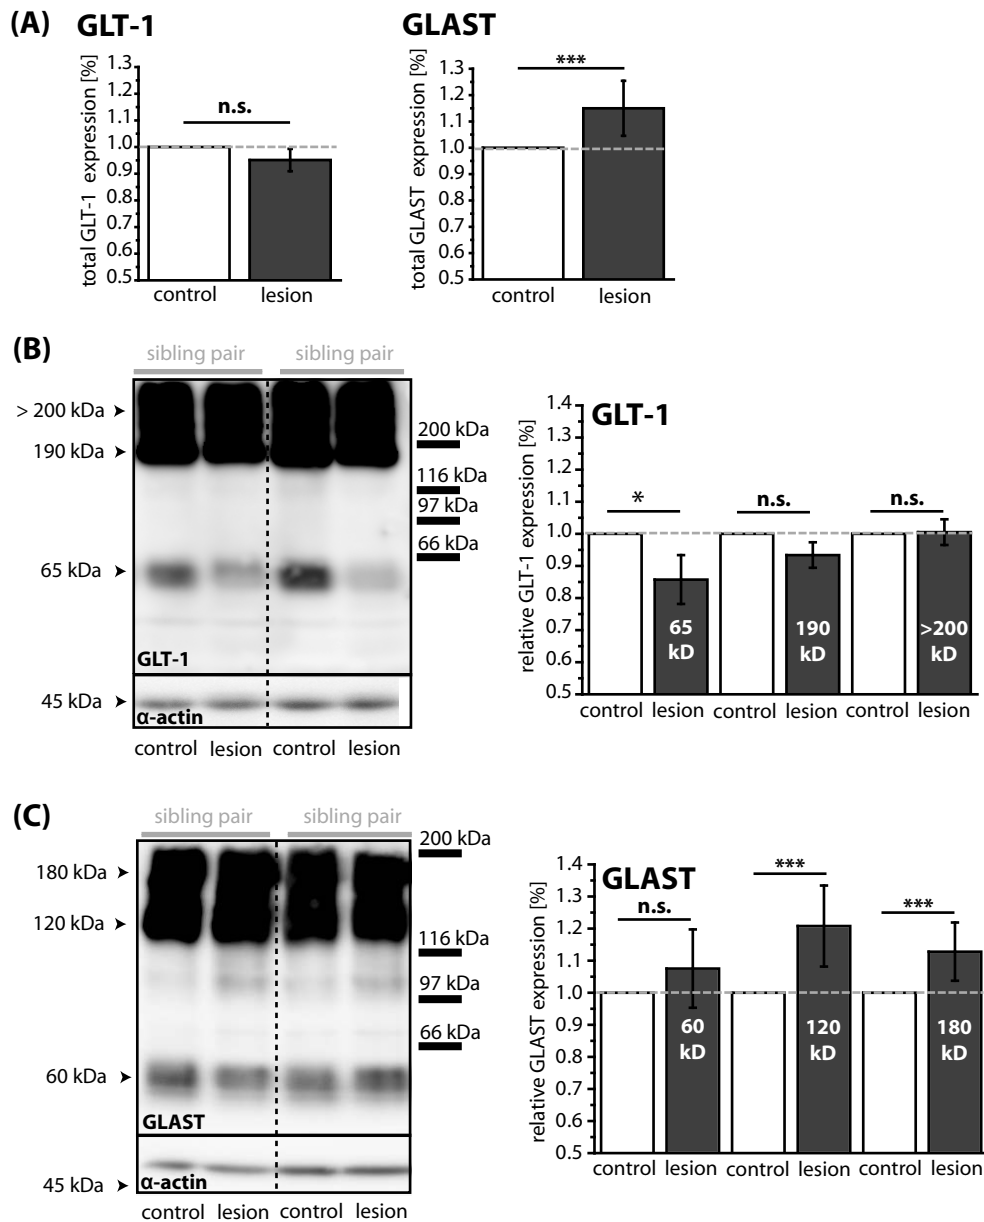 (A) GLT-1 GLAST
total GLT-1 expression [%]
1.3
1.2
1.1
1.0
0.9
0.8
0.7
0.6
0.5
n.s.
control lesion
total GLAST expression [%]
1.3
1.2
1.1
1.0
0.9
0.8
0.7
0.6
0.5
***
control lesion
(B)
sibling pair sibling pair
> 200 kDa
190 kDa
65 kDa
45 kDa
200 kDa
116 kDa
97 kDa
66 kDa
GLT-1
α-actin
control lesion control lesion
GLT-1
relative GLT-1 expression [%]
1.4
1.3
1.2
1.1
1.0
0.9
0.8
0.7
0.6
0.5
* n.s. n.s.
65 kD
190 kD
>200 kD
control lesion control lesion control lesion
(C)
sibling pair sibling pair
180 kDa
120 kDa
60 kDa
45 kDa
200 kDa
116 kDa
97 kDa
66 kDa
GLAST
α-actin
control lesion control lesion
GLAST
relative GLAST expression [%]
1.4
1.3
1.2
1.1
1.0
0.9
0.8
0.7
0.6
0.5
n.s. *** ***
60 kD
120 kD
180 kD
control lesion control lesion control lesion